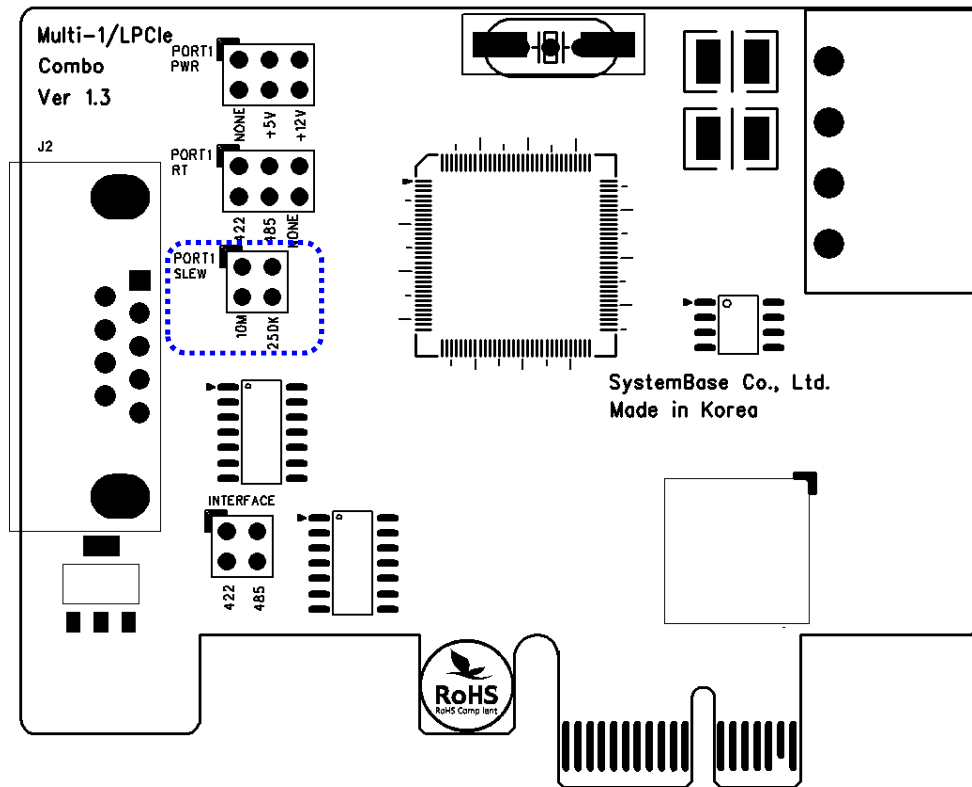 Multi-1/LPCIe
Combo
Ver 1.3
J2
PORT1
PWR
NONE
+5V
+12V
PORT1
RT
422
485
NONE
PORT1
SLEW
10M
250K
SystemBase Co., Ltd.
Made in Korea
INTERFACE
422
485
RoHS
RoHS Compliant